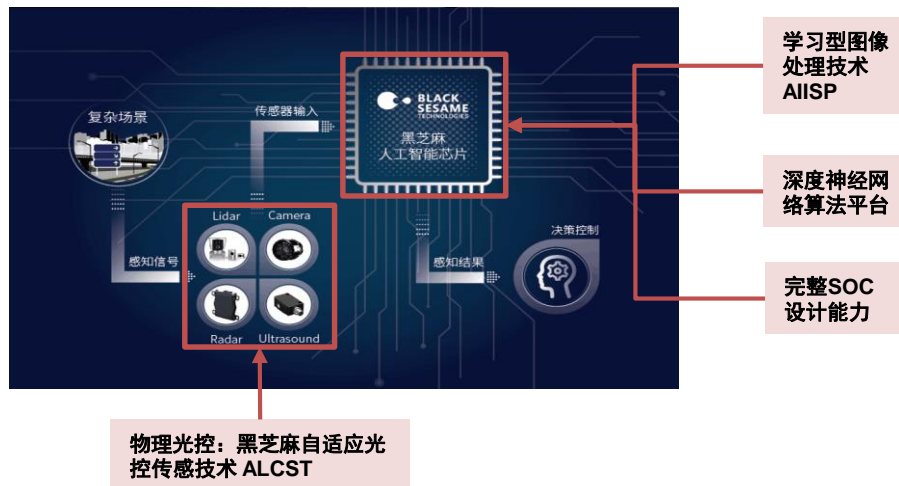 复杂场景
传感器输入
BLACK
SESAME
TECHNOLOGIES
黑芝麻
人工智能芯片
感知信号
Lidar
Camera
Radar
Ultrasound
感知结果
决策控制
学习型图像
处理技术
AIISP
深度神经网
络算法平台
完整SOC
设计能力
物理光控：黑芝麻自适应光
控传感技术 ALCST